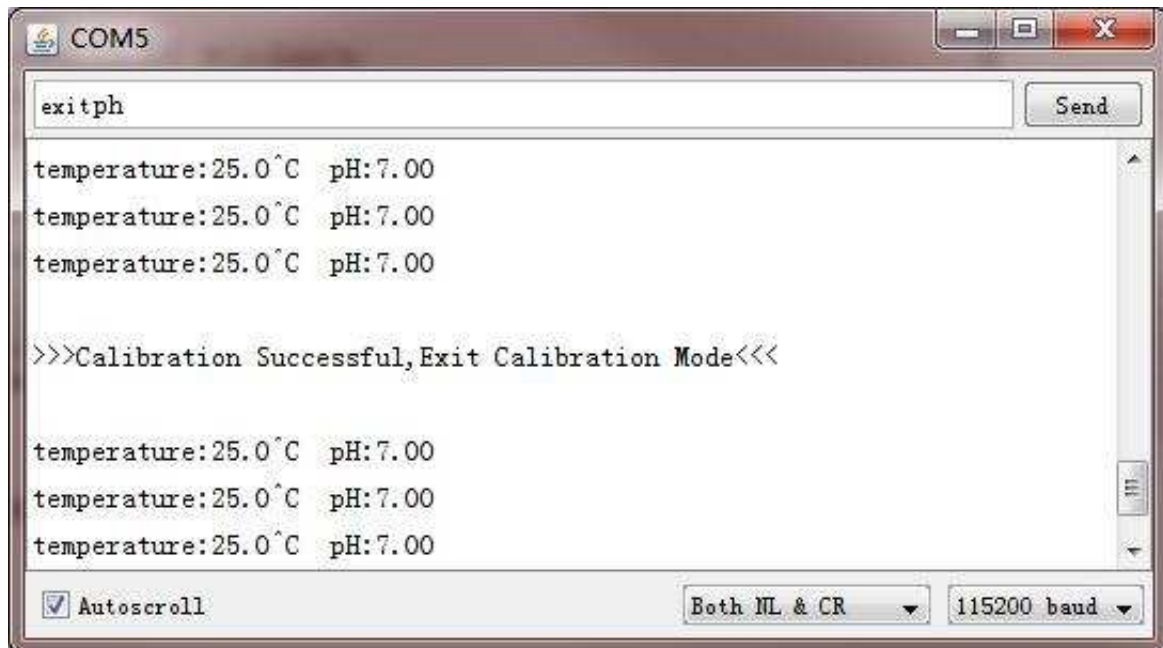 COM5
exitph
Send
temperature:25.0^C pH:7.00
temperature:25.0^C pH:7.00
temperature:25.0^C pH:7.00
>>>Calibration Successful,Exit Calibration Mode<<<
temperature:25.0^C pH:7.00
temperature:25.0^C pH:7.00
temperature:25.0^C pH:7.00
Autoscroll
Both NL & CR
115200 baud